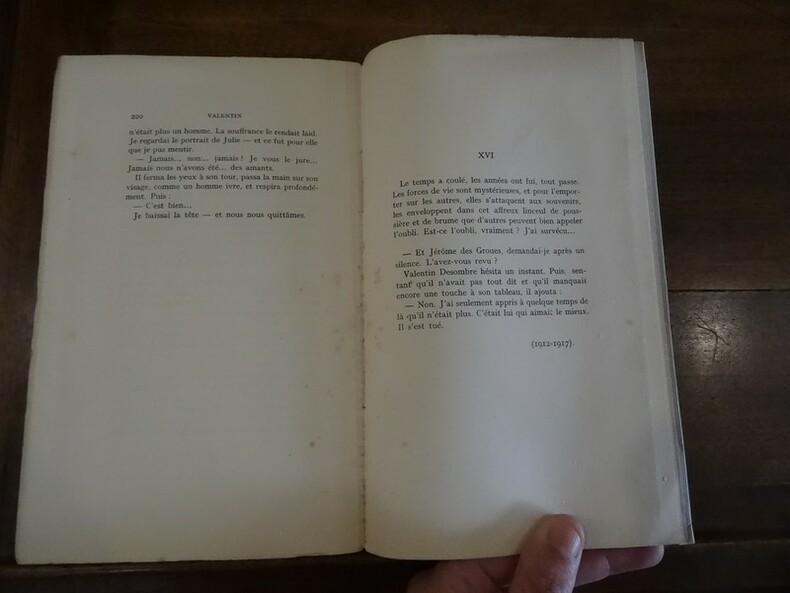 200 VALENTIN
n'était plus un homme. La souffrance le rendait laid.
Je regardai le portrait de Julie — et ce fut pour elle
que je pus mentir.
— Jamais... non... jamais ! Je vous le jure...
Jamais nous n'avons été... des amants.
Il ferma les yeux à son tour, passa la main sur son
visage, comme un homme ivre, et respira profondé-
ment. Puis :
— C'est bien...
Je baissai la tête — et nous nous quittâmes.
XVI
Le temps a coulé, les années ont fui, tout passe.
Les forces de vie sont mystérieuses, et pour l'empor-
ter sur les autres, elles s'attaquent aux souvenirs,
les enveloppent dans cet affreux linceul de pous-
sière et de brume que d'autres peuvent bien appeler
l'oubli. Est-ce l'oubli, vraiment ? J'ai survécu...
— Et Jérôme des Groues, demandai-je après un
silence. L'avez-vous revu ?
Valentin Desombre hésita un instant. Puis, sen-
tant qu'il n'avait pas tout dit et qu'il manquait
encore une touche à son tableau, il ajouta :
— Non. J'ai seulement appris à quelque temps de
là qu'il n'était plus. C'était lui qui aimait le mieux.
Il s'est tué.
(1912-1917).